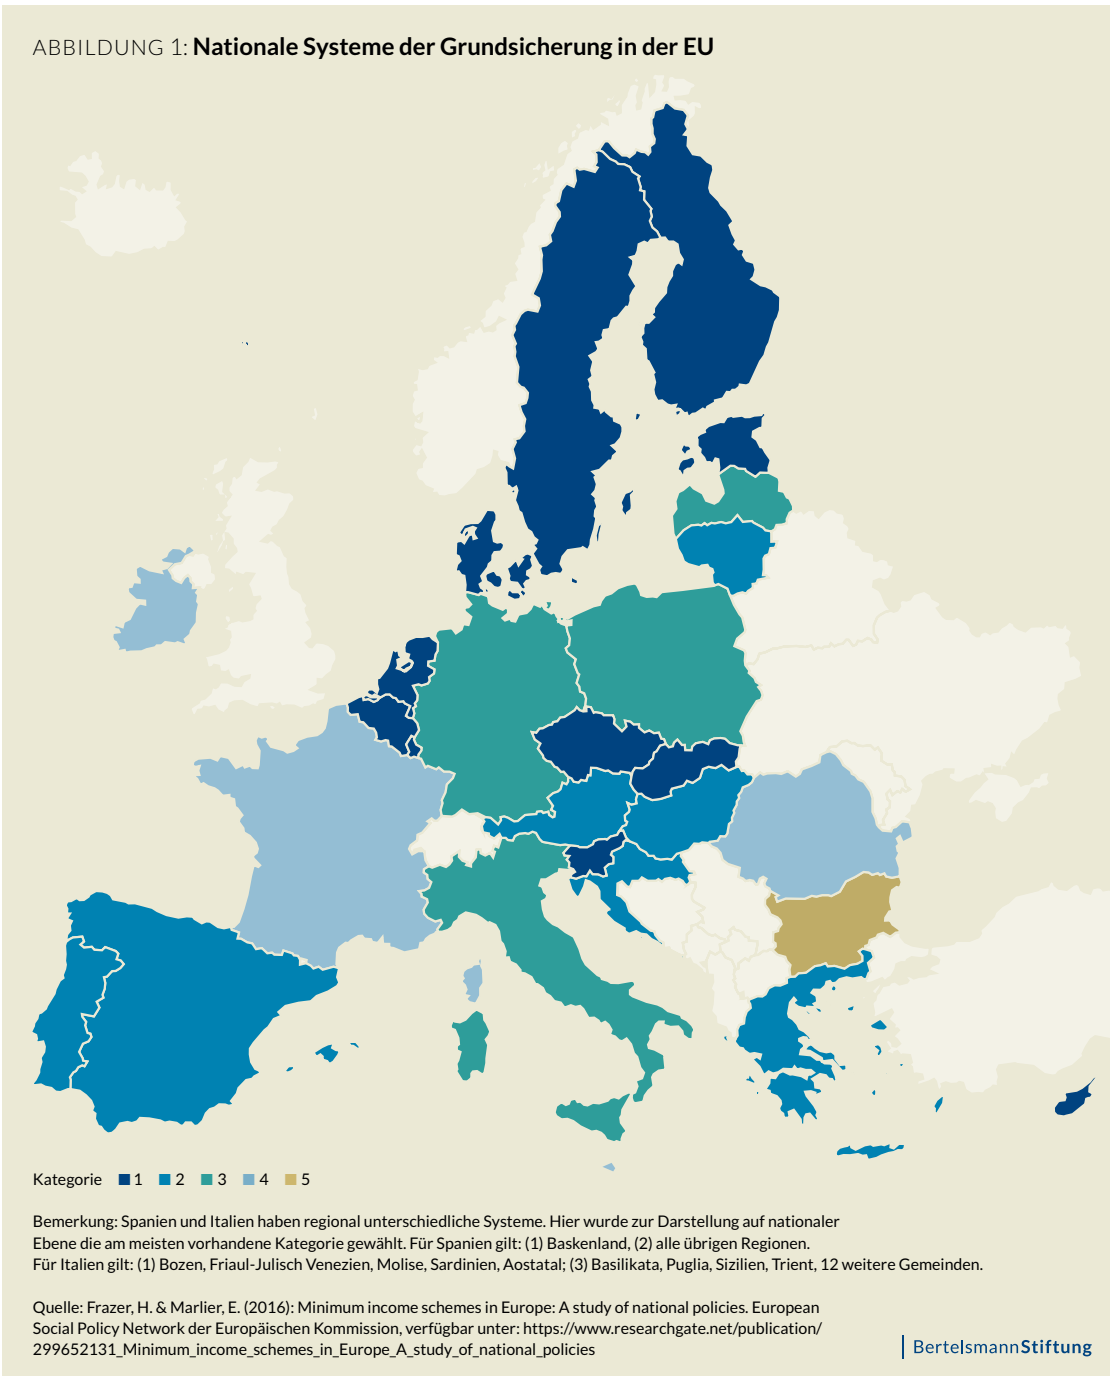 ABBILDUNG 1: Nationale Systeme der Grundsicherung in der EU
Kategorie 1 2 3 4 5
Bemerkung: Spanien und Italien haben regional unterschiedliche Systeme. Hier wurde zur Darstellung auf nationaler
Ebene die am meisten vorhandene Kategorie gewählt. Für Spanien gilt: (1) Baskenland, (2) alle übrigen Regionen.
Für Italien gilt: (1) Bozen, Friaul-Julisch Venezien, Molise, Sardinien, Aostatal; (3) Basilikata, Puglia, Sizilien, Trient, 12 weitere Gemeinden.
Quelle: Frazer, H. & Marlier, E. (2016): Minimum income schemes in Europe: A study of national policies. European
Social Policy Network der Europäischen Kommission, verfügbar unter: https://www.researchgate.net/publication/
299652131_Minimum_income_schemes_in_Europe_A_study_of_national_policies
BertelsmannStiftung